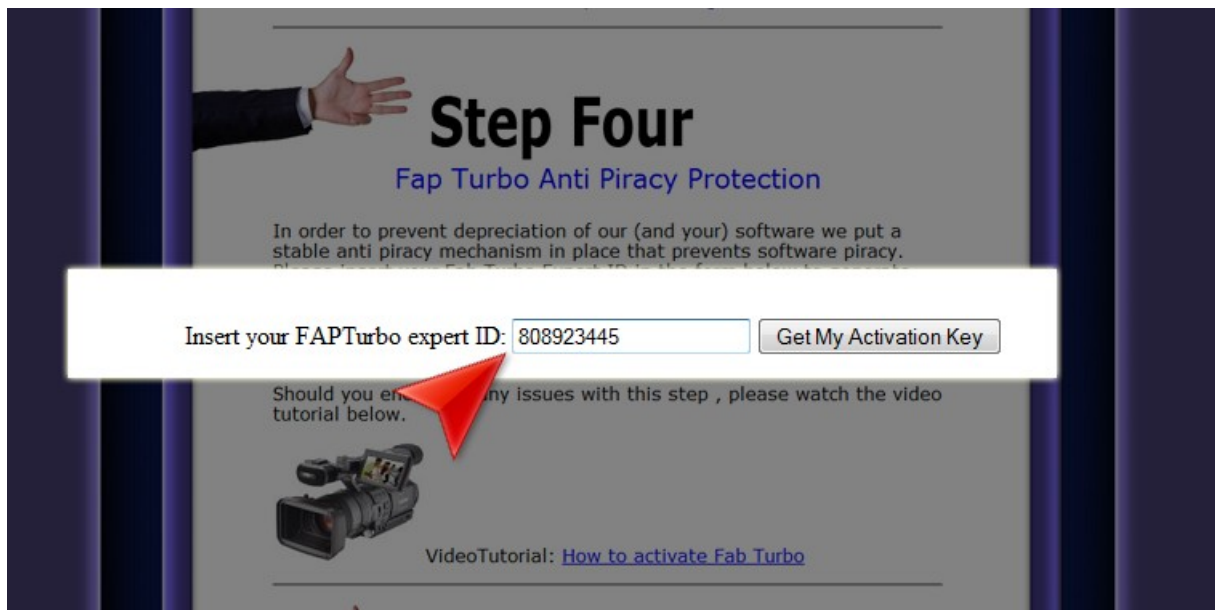 Step Four
Fap Turbo Anti Piracy Protection
In order to prevent depreciation of our (and your) software we put a
stable anti piracy mechanism in place that prevents software piracy.
Insert your FAPTurbo expert ID: 808923445 Get My Activation Key
Should you any issues with this step , please watch the video
tutorial below.
VideoTutorial: How to activate Fab Turbo